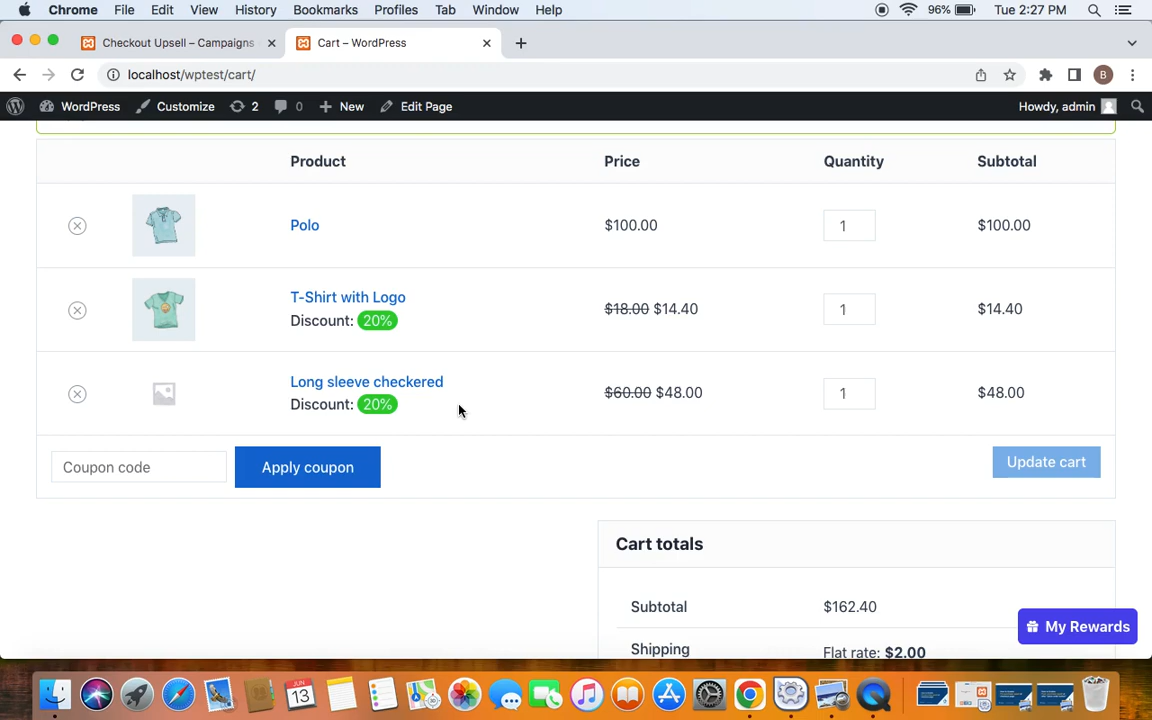 Chrome File Edit View History Bookmarks Profiles Tab Window Help 96% Tue 2:27 PM
Checkout Upsell – Campaigns Cart – WordPress
localhost/wptest/cart/ B
WordPress Customize 2 0 New Edit Page Howdy, admin
Product Price Quantity Subtotal
Polo $100.00 1 $100.00
T-Shirt with Logo
Discount: 20% $18.00 $14.40 1 $14.40
Long sleeve checkered
Discount: 20% $60.00 $48.00 1 $48.00
Coupon code Apply coupon Update cart
Cart totals
Subtotal $162.40
My Rewards
Shipping Flat rate: $2.00
JUN
13